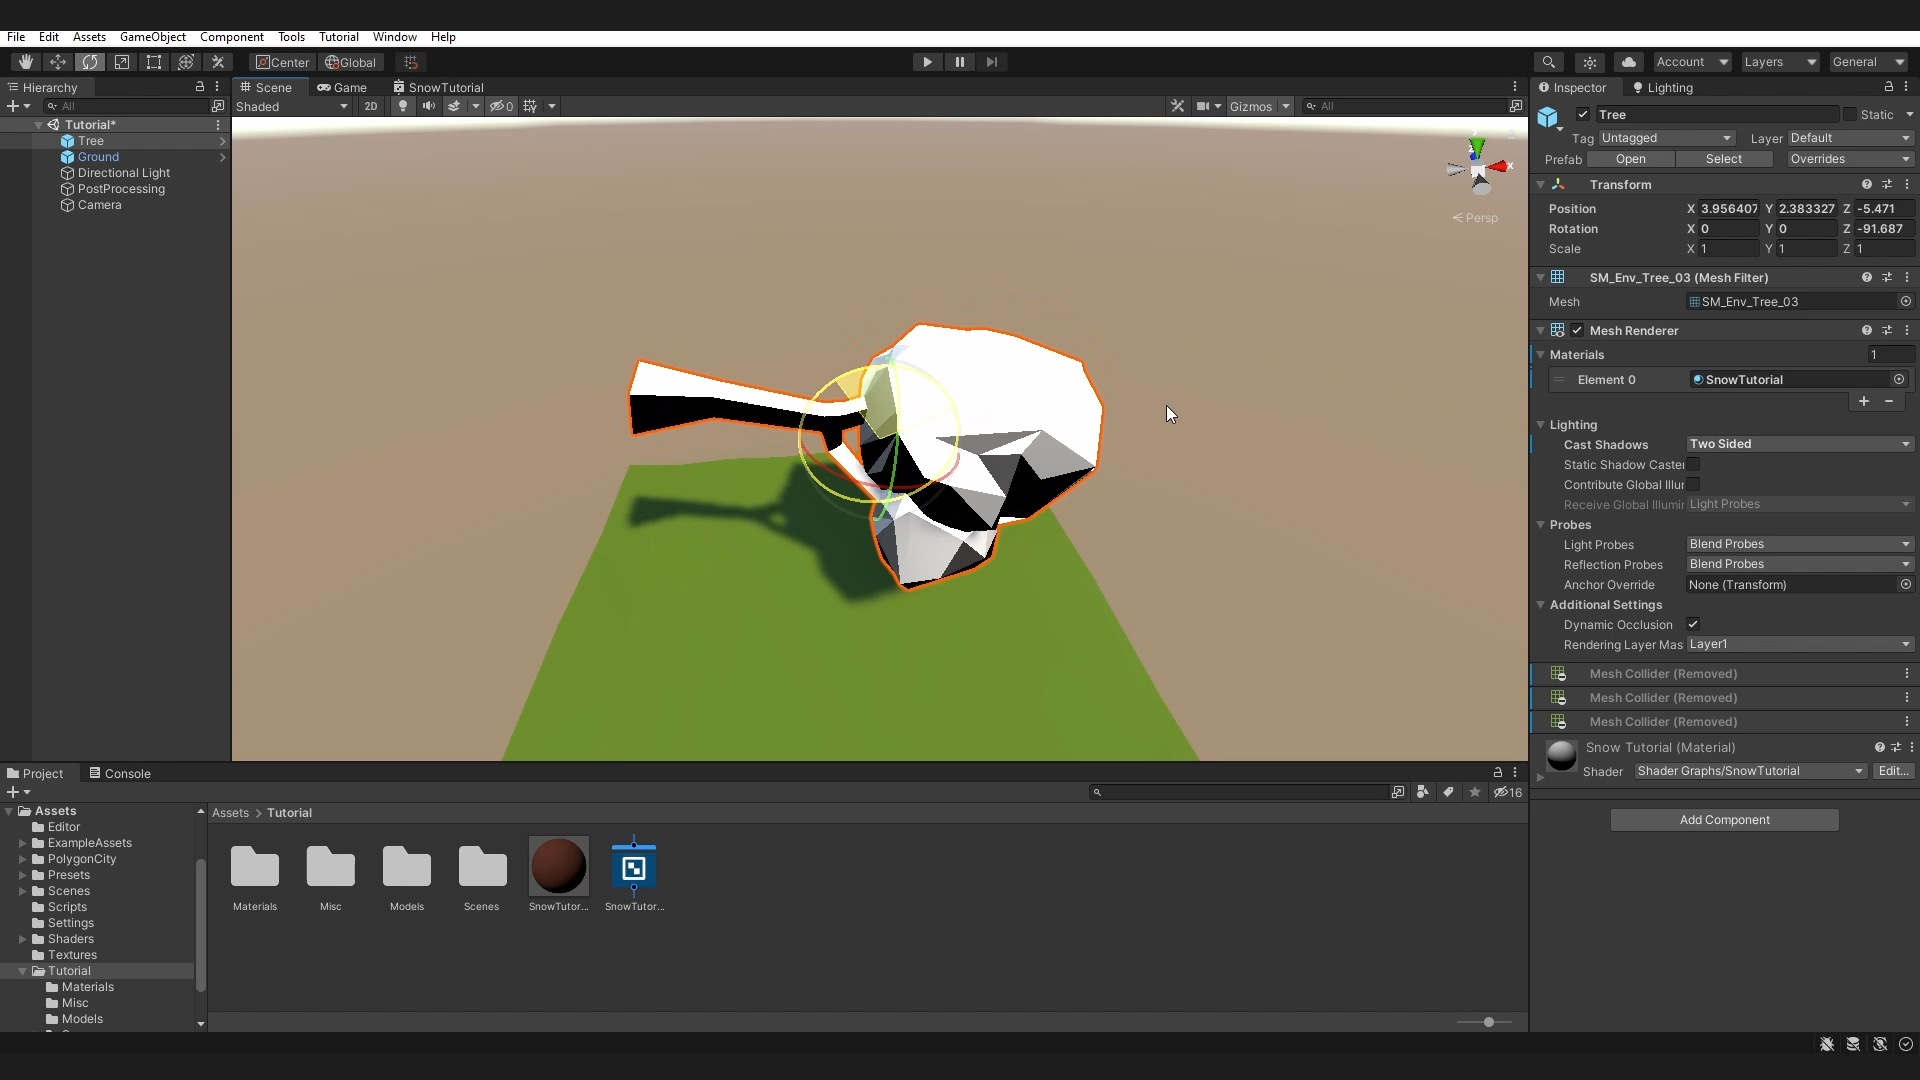 File Edit Assets GameObject Component Tools Tutorial Window Help
Center Global Account Layers General
Hierarchy
All
Tutorial*
Tree
Ground
Directional Light
PostProcessing
Camera
Scene Game SnowTutorial
Shaded 2D 0 Gizmos All
x
Persp
Inspector Lighting
Tree Static
Tag Untagged Layer Default
Prefab Open Select Overrides
Transform
Position X 3.956407 Y 2.383327 Z -5.471
Rotation X 0 Y 0 Z -91.687
Scale X 1 Y 1 Z 1
SM_Env_Tree_03 (Mesh Filter)
Mesh SM_Env_Tree_03
Mesh Renderer
Materials 1
Element 0 SnowTutorial
+ −
Lighting
Cast Shadows Two Sided
Static Shadow Caster
Contribute Global Illur
Receive Global Illumin Light Probes
Probes
Light Probes Blend Probes
Reflection Probes Blend Probes
Anchor Override None (Transform)
Additional Settings
Dynamic Occlusion
Rendering Layer Mas Layer1
Mesh Collider (Removed)
Mesh Collider (Removed)
Mesh Collider (Removed)
Snow Tutorial (Material)
Shader Shader Graphs/SnowTutorial Edit...
Add Component
Project Console
16
Assets
Editor
ExampleAssets
PolygonCity
Presets
Scenes
Scripts
Settings
Shaders
Textures
Tutorial
Materials
Misc
Models
Assets > Tutorial
Materials Misc Models Scenes SnowTutor... SnowTutor...